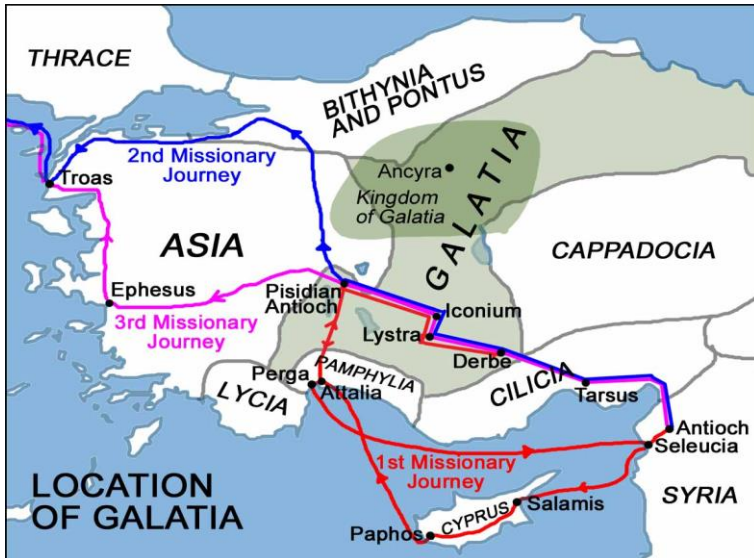 THRACE
BITHYNIA
AND PONTUS
2nd Missionary
Journey
Troas
Ancyra
Kingdom
of Galatia
GALATIA
ASIA
CAPPADOCIA
Ephesus
Pisidian
Antioch
3rd Missionary
Journey
Iconium
Lystra
Derbe
PAMPHYLIA
Perga
Attalia
LYCIA
CILICIA
Tarsus
Antioch
Seleucia
1st Missionary
Journey
SYRIA
LOCATION
OF GALATIA
Salamis
CYPRUS
Paphos